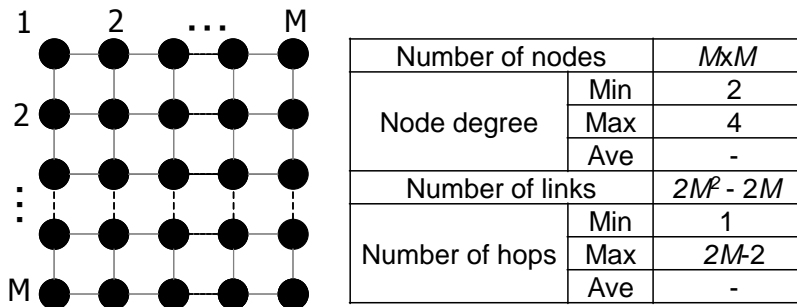 1 2 ... M
2
⋮
M
Number of nodes MxM
Node degree Min 2
Max 4
Ave -
Number of links 2M² - 2M
Number of hops Min 1
Max 2M-2
Ave -